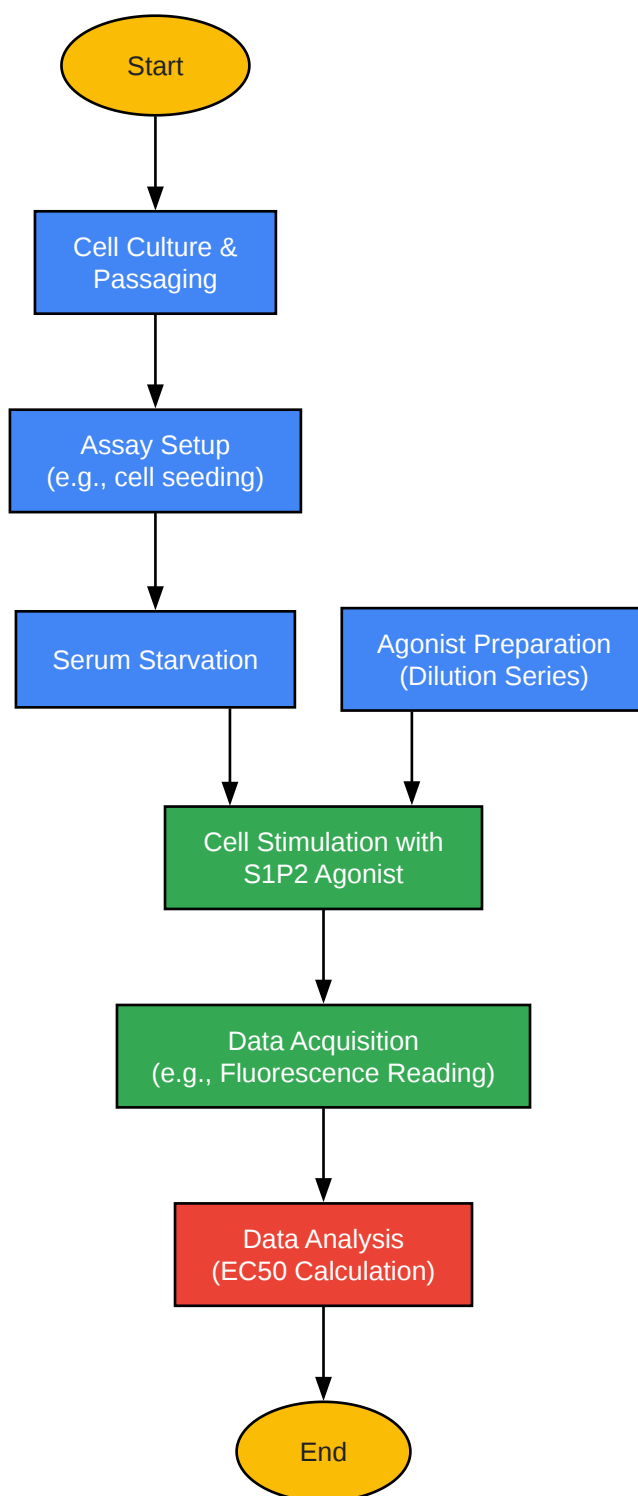 Start
Cell Culture &
Passaging
Assay Setup
(e.g., cell seeding)
Serum Starvation
Agonist Preparation
(Dilution Series)
Cell Stimulation with
S1P2 Agonist
Data Acquisition
(e.g., Fluorescence Reading)
Data Analysis
(EC50 Calculation)
End